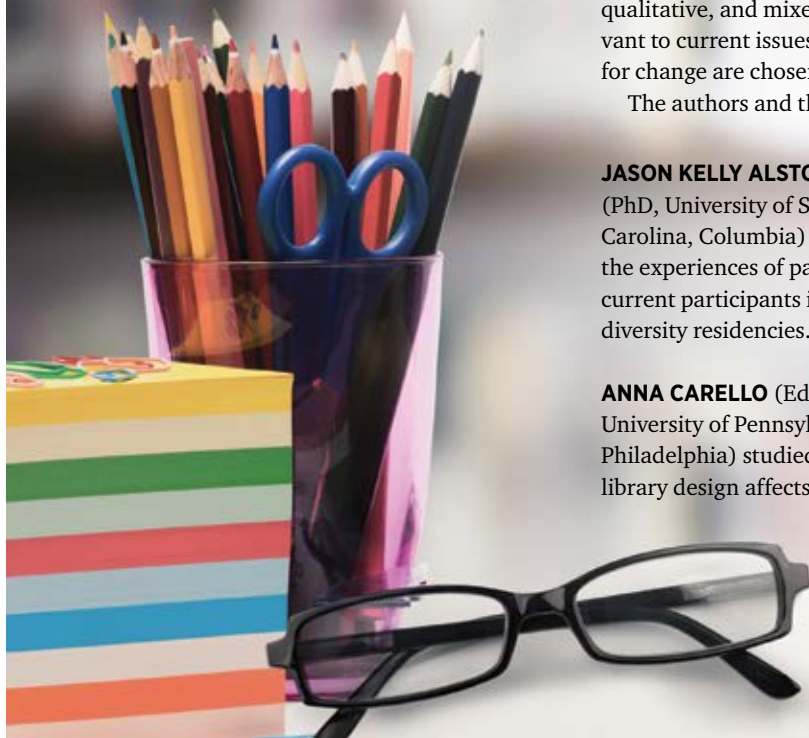 qualitative, and mixe
vant to current issues
for change are chosen
The authors and th
JASON KELLY ALSTO
(PhD, University of S
Carolina, Columbia)
the experiences of pa
current participants i
diversity residencies.
ANNA CARELLO (Ed
University of Pennsyl
Philadelphia) studied
library design affects